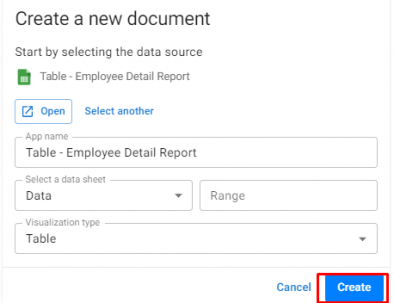 Create a new document
Start by selecting the data source
Table - Employee Detail Report
Open Select another
App name
Table - Employee Detail Report
Select a data sheet
Data Range
Visualization type
Table
Cancel Create